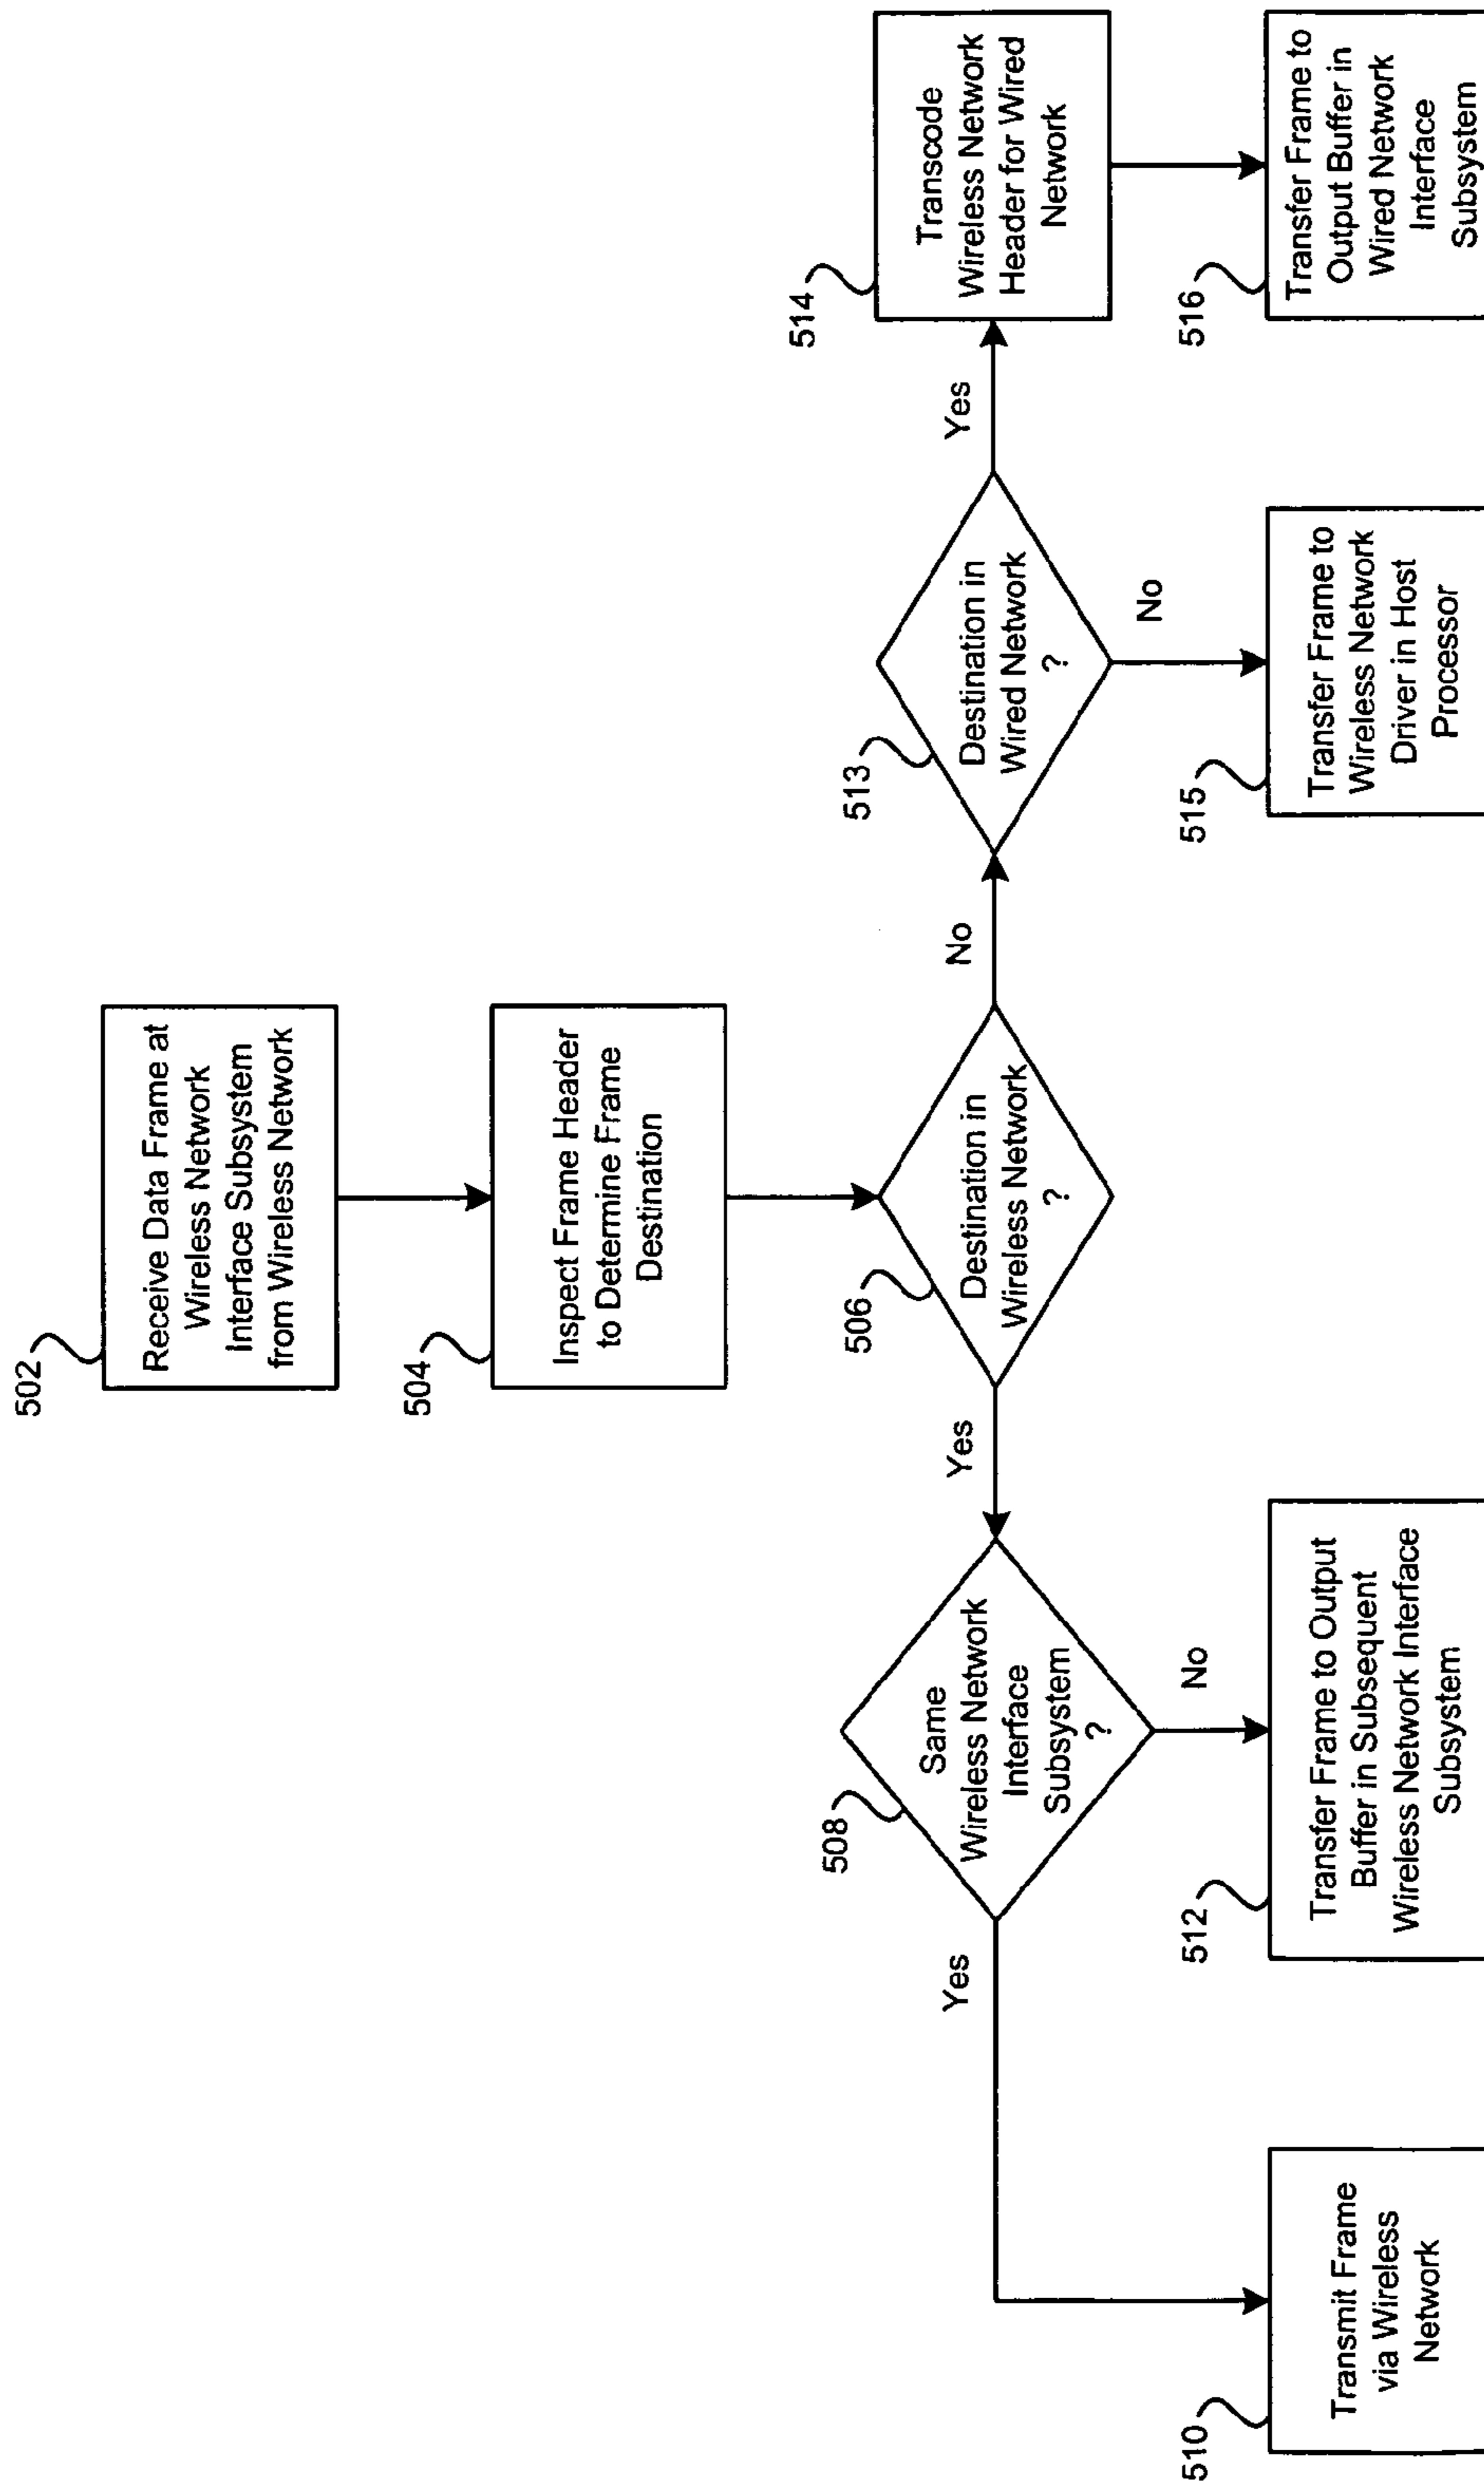 502
Receive Data Frame at
Wireless Network
Interface Subsystem
from Wireless Network
504
Inspect Frame Header
to Determine Frame
Destination
506
Destination in
Wireless Network
?
Yes
No
508
Same
Wireless Network
Interface
Subsystem
?
Yes
No
513
Destination in
Wired Network
?
Yes
No
514
Transcode
Wireless Network
Header for Wired
Network
510
Transmit Frame
via Wireless
Network
512
Transfer Frame to Output
Buffer in Subsequent
Wireless Network Interface
Subsystem
515
Transfer Frame to
Wireless Network
Driver in Host
Processor
516
Transfer Frame to
Output Buffer in
Wired Network
Interface
Subsystem